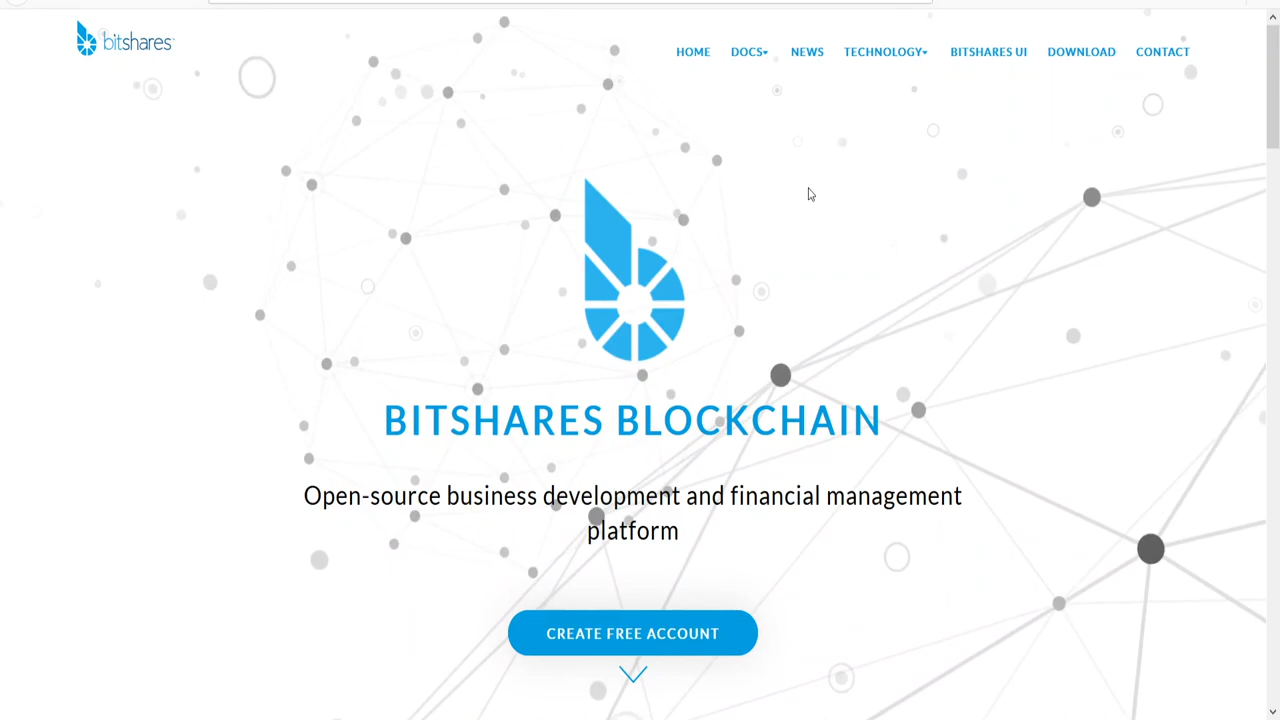 bitshares
HOME DOCS NEWS TECHNOLOGY BITSHARES UI DOWNLOAD CONTACT
BITSHARES BLOCKCHAIN
Open-source business development and financial management
platform
CREATE FREE ACCOUNT